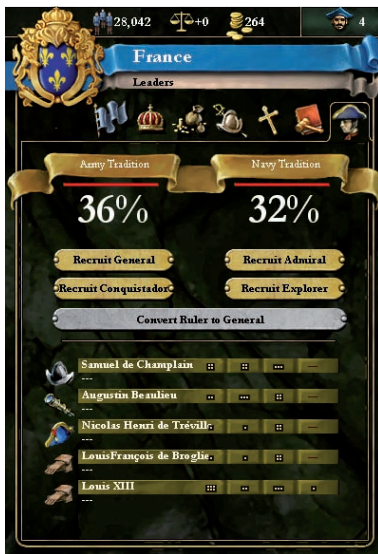 28,042 +0 264 4
France
Leaders
Army Tradition Navy Tradition
36% 32%
Recruit General Recruit Admiral
Recruit Conquistador Recruit Explorer
Convert Ruler to General
Samuel de Champlain
---
Augustin Beaulieu
---
Nicolas Henri de Tréville
---
LouisFrançois de Broglie
---
Louis XIII
---